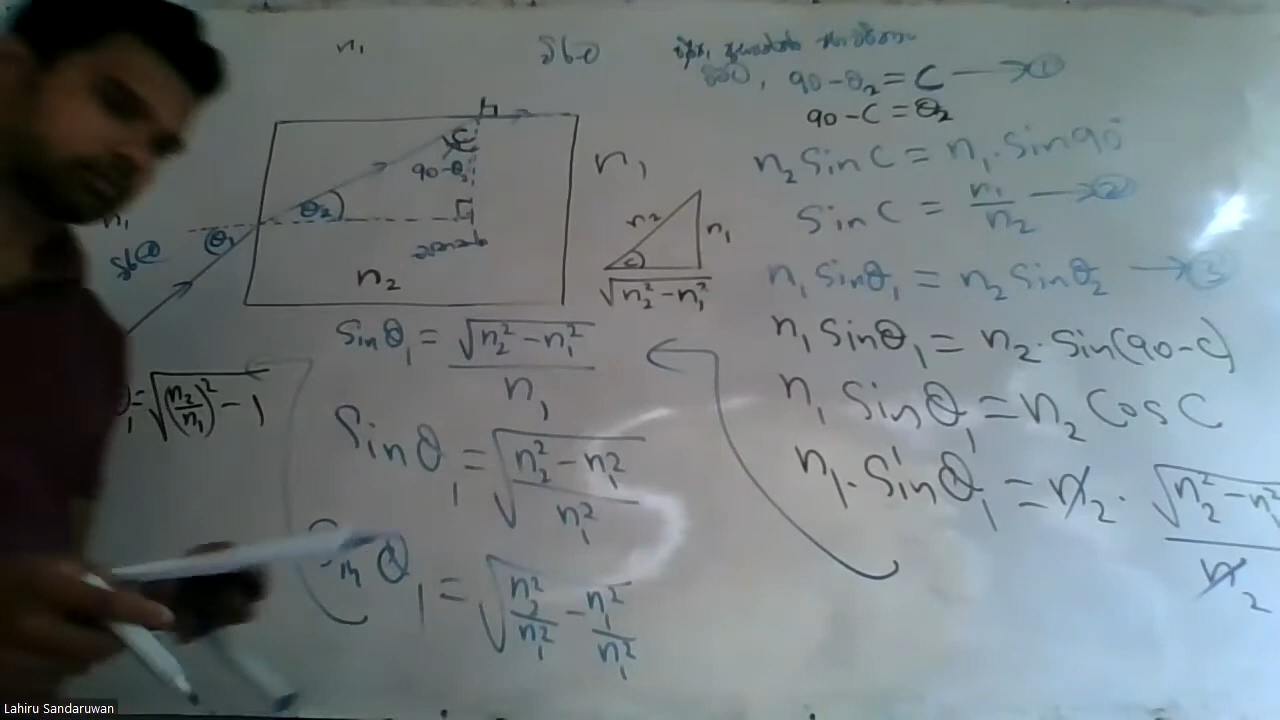 n₁
90-θ₂ = C → ①
90-C = θ₂
n₂ sin C = n₁. sin 90°
sin C = n₁/n₂ → ②
n₁ sin θ₁ = n₂ sin θ₂ → ③
n₁ sin θ₁ = n₂. sin(90-C)
n₁ sin θ₁ = n₂ cos C
n₁. sin θ₁ = n₂. √(n₂² - n₁²)/n₂
C
90-θ₂
θ₂
θ₁
n₁
n₂
n₁
n₂
n₁
C
√(n₂² - n₁²)
sin θ₁ = √(n₂² - n₁²)/n₁
sin θ₁ = √((n₂² - n₁²)/n₁²)
θ₁ = √(n₂²/n₁² - n₁²/n₁²)
= √((n₂/n₁)² - 1)
Lahiru Sandaruwan